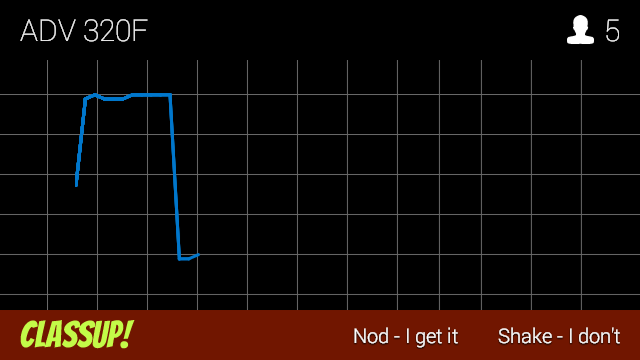 ADV 320F
5
CLASSUP!
Nod - I get it
Shake - I don't